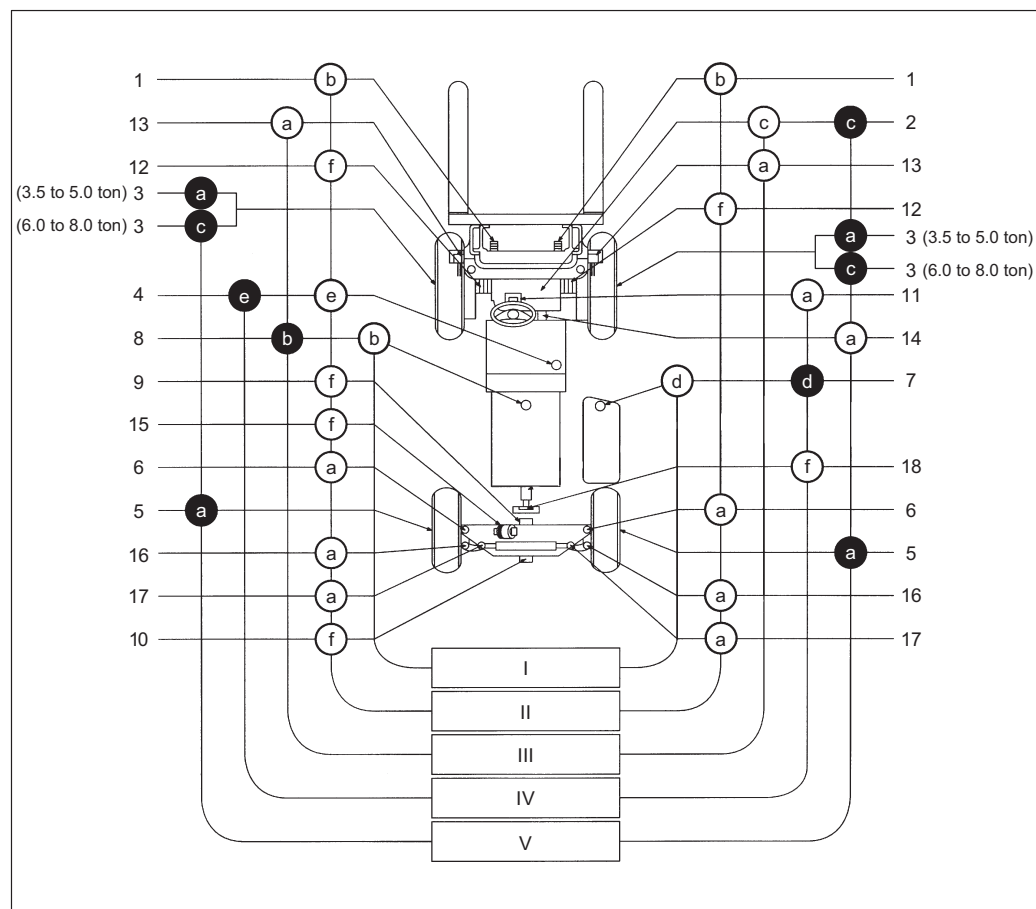 1 b b 1
13 a c c 2
12 f a 13
(3.5 to 5.0 ton) 3 a f 12
(6.0 to 8.0 ton) 3 c a 3 (3.5 to 5.0 ton)
c 3 (6.0 to 8.0 ton)
4 e e a 11
8 b b a 14
9 f d d 7
15 f
6 a f 18
5 a a 6
16 a a 5
17 a a 16
10 f a 17
I
II
III
IV
V